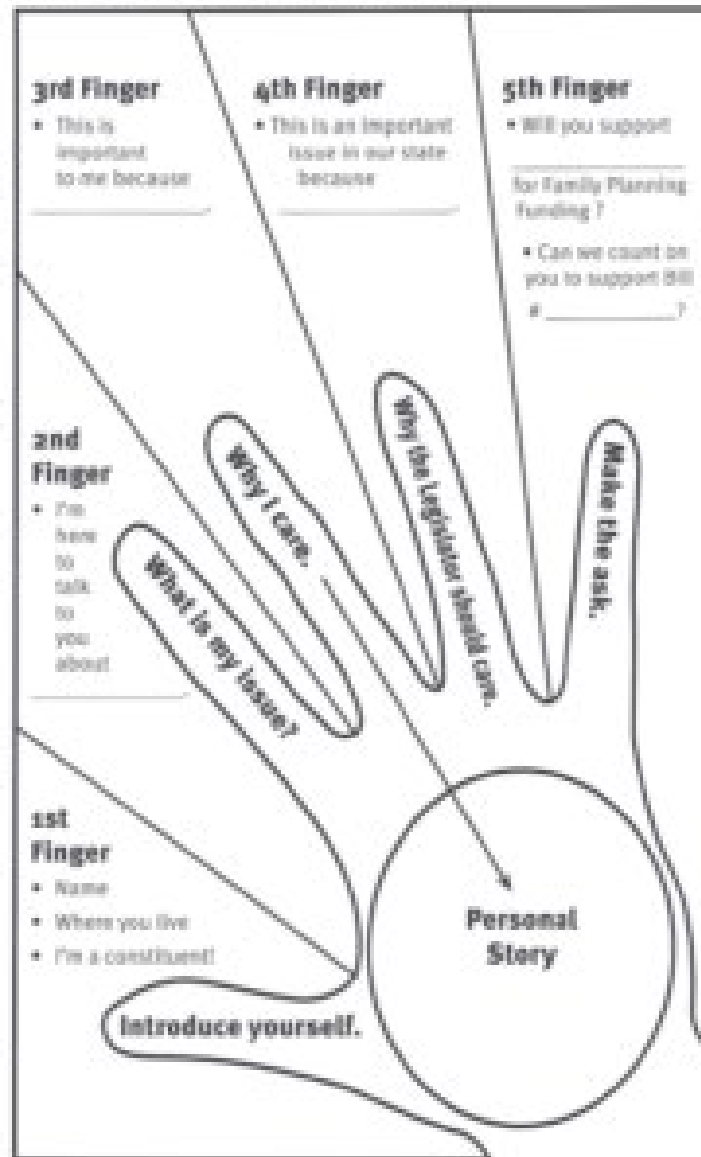 3rd Finger
• This is
important
to me because
4th Finger
• This is an important
issue in our state
because
5th Finger
• Will you support
for Family Planning
Funding ?
• Can we count on
you to support Bill
# ____________?
2nd
Finger
• I'm
here
to
talk
to
you
about
1st
Finger
• Name
• Where you live
• I'm a constituent!
Introduce yourself.
What is my issue?
Why I care.
Why the Legislator should care.
Make the ask.
Personal
Story